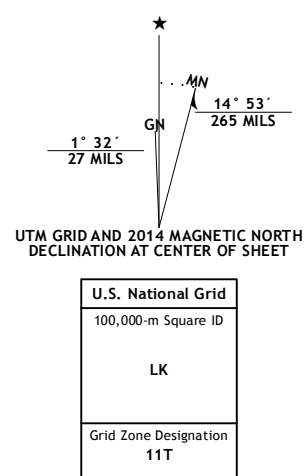 MN
GN
14° 53´
265 MILS
1° 32´
27 MILS
UTM GRID AND 2014 MAGNETIC NORTH
DECLINATION AT CENTER OF SHEET
U.S. National Grid
100,000-m Square ID
LK
Grid Zone Designation
11T